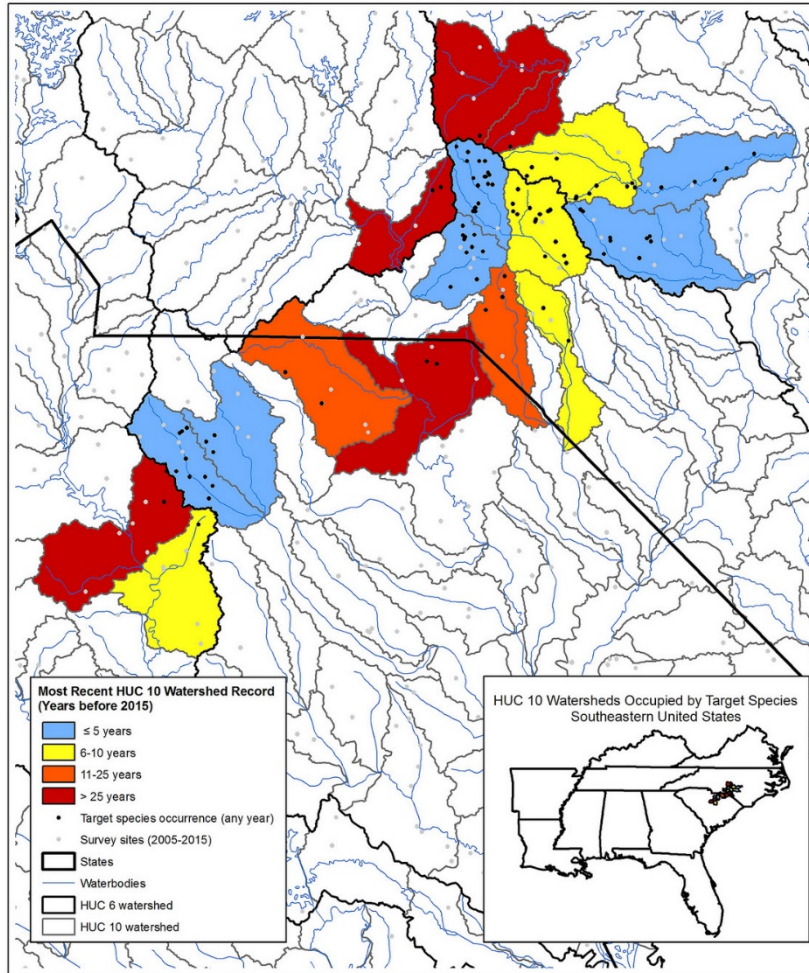 Most Recent HUC 10 Watershed Record
(Years before 2015)
≤ 5 years
6-10 years
11-25 years
> 25 years
Target species occurrence (any year)
Survey sites (2005-2015)
States
Waterbodies
HUC 6 watershed
HUC 10 watershed
HUC 10 Watersheds Occupied by Target Species
Southeastern United States